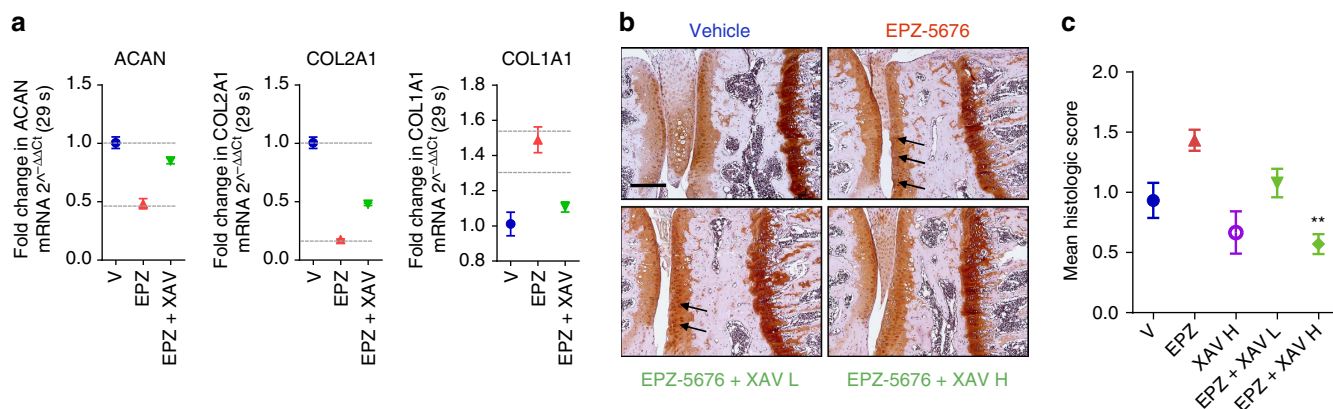 a
ACAN
Fold change in ACAN
mRNA 2^−ΔΔCt (29 s)
1.5
1.0
0.5
0.0
V
EPZ
EPZ + XAV
COL2A1
Fold change in COL2A1
mRNA 2^−ΔΔCt (29 s)
1.5
1.0
0.5
0.0
V
EPZ
EPZ + XAV
COL1A1
Fold change in COL1A1
mRNA 2^−ΔΔCt (29 s)
1.8
1.6
1.4
1.2
1.0
0.8
V
EPZ
EPZ + XAV
b
Vehicle
EPZ-5676
EPZ-5676 + XAV L
EPZ-5676 + XAV H
c
Mean histologic score
2.0
1.5
1.0
0.5
0.0
**
V
EPZ
XAV H
EPZ + XAV L
EPZ + XAV H